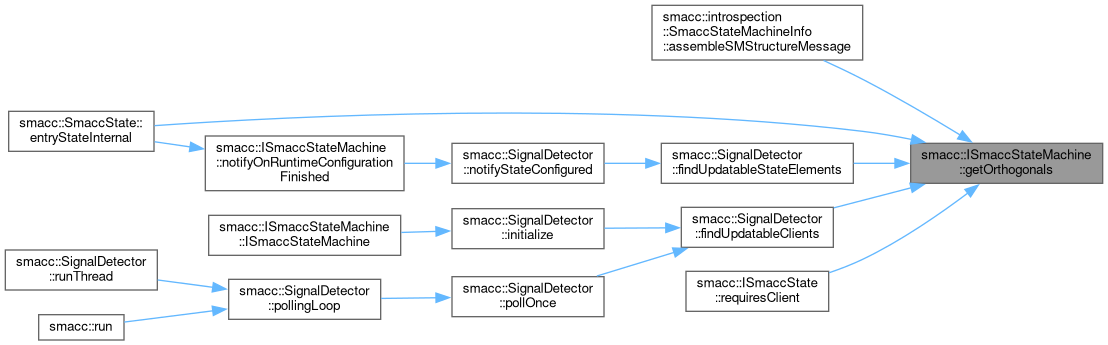 smacc::introspection
::SmaccStateMachineInfo
::assembleSMStructureMessage
smacc::SmaccState::
entryStateInternal
smacc::ISmaccStateMachine
::notifyOnRuntimeConfiguration
Finished
smacc::SignalDetector
::notifyStateConfigured
smacc::SignalDetector
::findUpdatableStateElements
smacc::ISmaccStateMachine
::getOrthogonals
smacc::ISmaccStateMachine
::ISmaccStateMachine
smacc::SignalDetector
::initialize
smacc::SignalDetector
::findUpdatableClients
smacc::SignalDetector
::runThread
smacc::SignalDetector
::pollingLoop
smacc::SignalDetector
::pollOnce
smacc::ISmaccState
::requiresClient
smacc::run